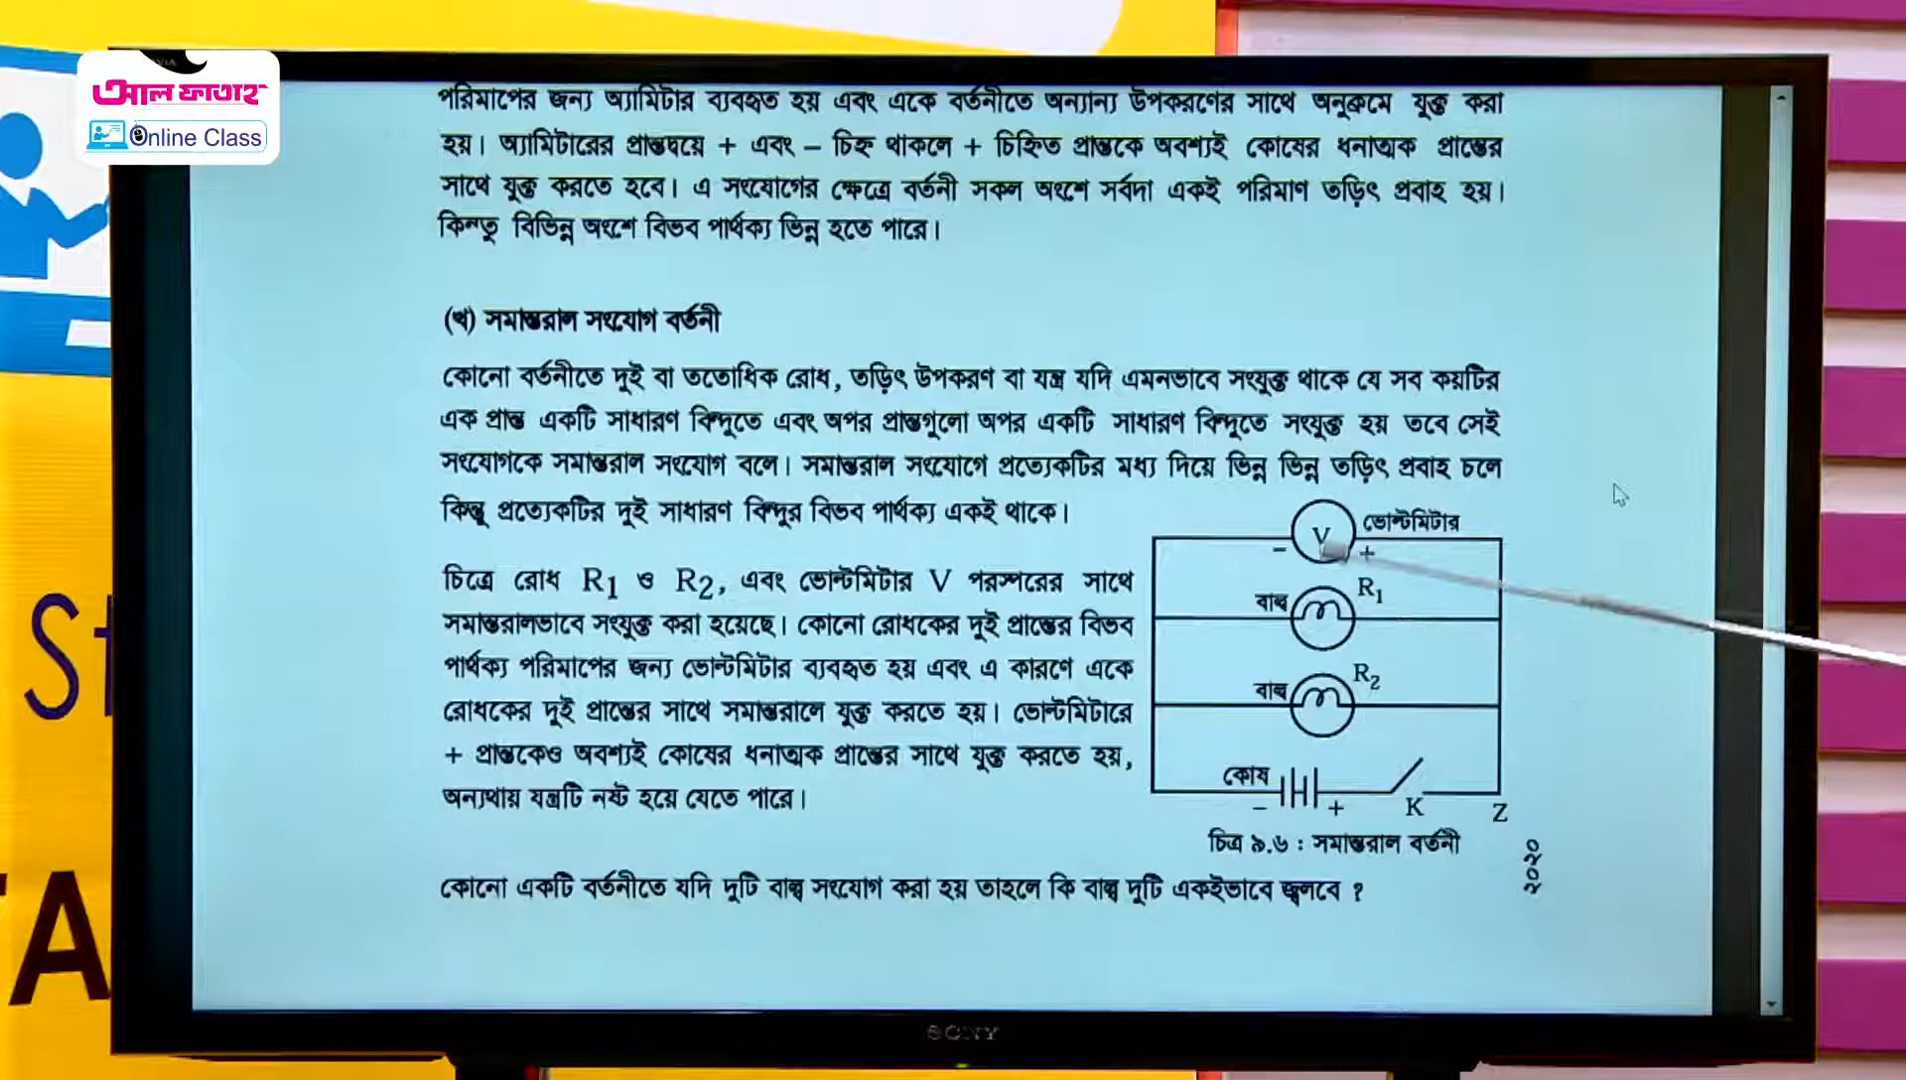 আল ফাতাহ
Online Class
পরিমাপের জন্য অ্যামিটার ব্যবহৃত হয় এবং একে বর্তনীতে অন্যান্য উপকরণের সাথে অনুক্রমে যুক্ত করা
হয়। অ্যামিটারের প্রান্তদ্বয়ে + এবং – চিহ্ন থাকলে + চিহ্নিত প্রান্তকে অবশ্যই কোষের ধনাত্মক প্রান্তের
সাথে যুক্ত করতে হবে। এ সংযোগের ক্ষেত্রে বর্তনী সকল অংশে সর্বদা একই পরিমাণ তড়িৎ প্রবাহ হয়।
কিন্তু বিভিন্ন অংশে বিভব পার্থক্য ভিন্ন হতে পারে।
(খ) সমান্তরাল সংযোগ বর্তনী
কোনো বর্তনীতে দুই বা ততোধিক রোধ, তড়িৎ উপকরণ বা যন্ত্র যদি এমনভাবে সংযুক্ত থাকে যে সব কয়টির
এক প্রান্ত একটি সাধারণ বিন্দুতে এবং অপর প্রান্তগুলো অপর একটি সাধারণ বিন্দুতে সংযুক্ত হয় তবে সেই
সংযোগকে সমান্তরাল সংযোগ বলে। সমান্তরাল সংযোগে প্রত্যেকটির মধ্য দিয়ে ভিন্ন ভিন্ন তড়িৎ প্রবাহ চলে
কিন্তু প্রত্যেকটির দুই সাধারণ বিন্দুর বিভব পার্থক্য একই থাকে।
চিত্রে রোধ R1 ও R2, এবং ভোল্টমিটার V পরস্পরের সাথে
সমান্তরালভাবে সংযুক্ত করা হয়েছে। কোনো রোধকের দুই প্রান্তের বিভব
পার্থক্য পরিমাপের জন্য ভোল্টমিটার ব্যবহৃত হয় এবং এ কারণে একে
রোধকের দুই প্রান্তের সাথে সমান্তরালে যুক্ত করতে হয়। ভোল্টমিটারে
+ প্রান্তকেও অবশ্যই কোষের ধনাত্মক প্রান্তের সাথে যুক্ত করতে হয়,
অন্যথায় যন্ত্রটি নষ্ট হয়ে যেতে পারে।
V ভোল্টমিটার
– +
বাল্ব R1
বাল্ব R2
কোষ
– + K Z
চিত্র ৯.৬ : সমান্তরাল বর্তনী
২০২০
কোনো একটি বর্তনীতে যদি দুটি বাল্ব সংযোগ করা হয় তাহলে কি বাল্ব দুটি একইভাবে জ্বলবে ?
SONY
St
TA